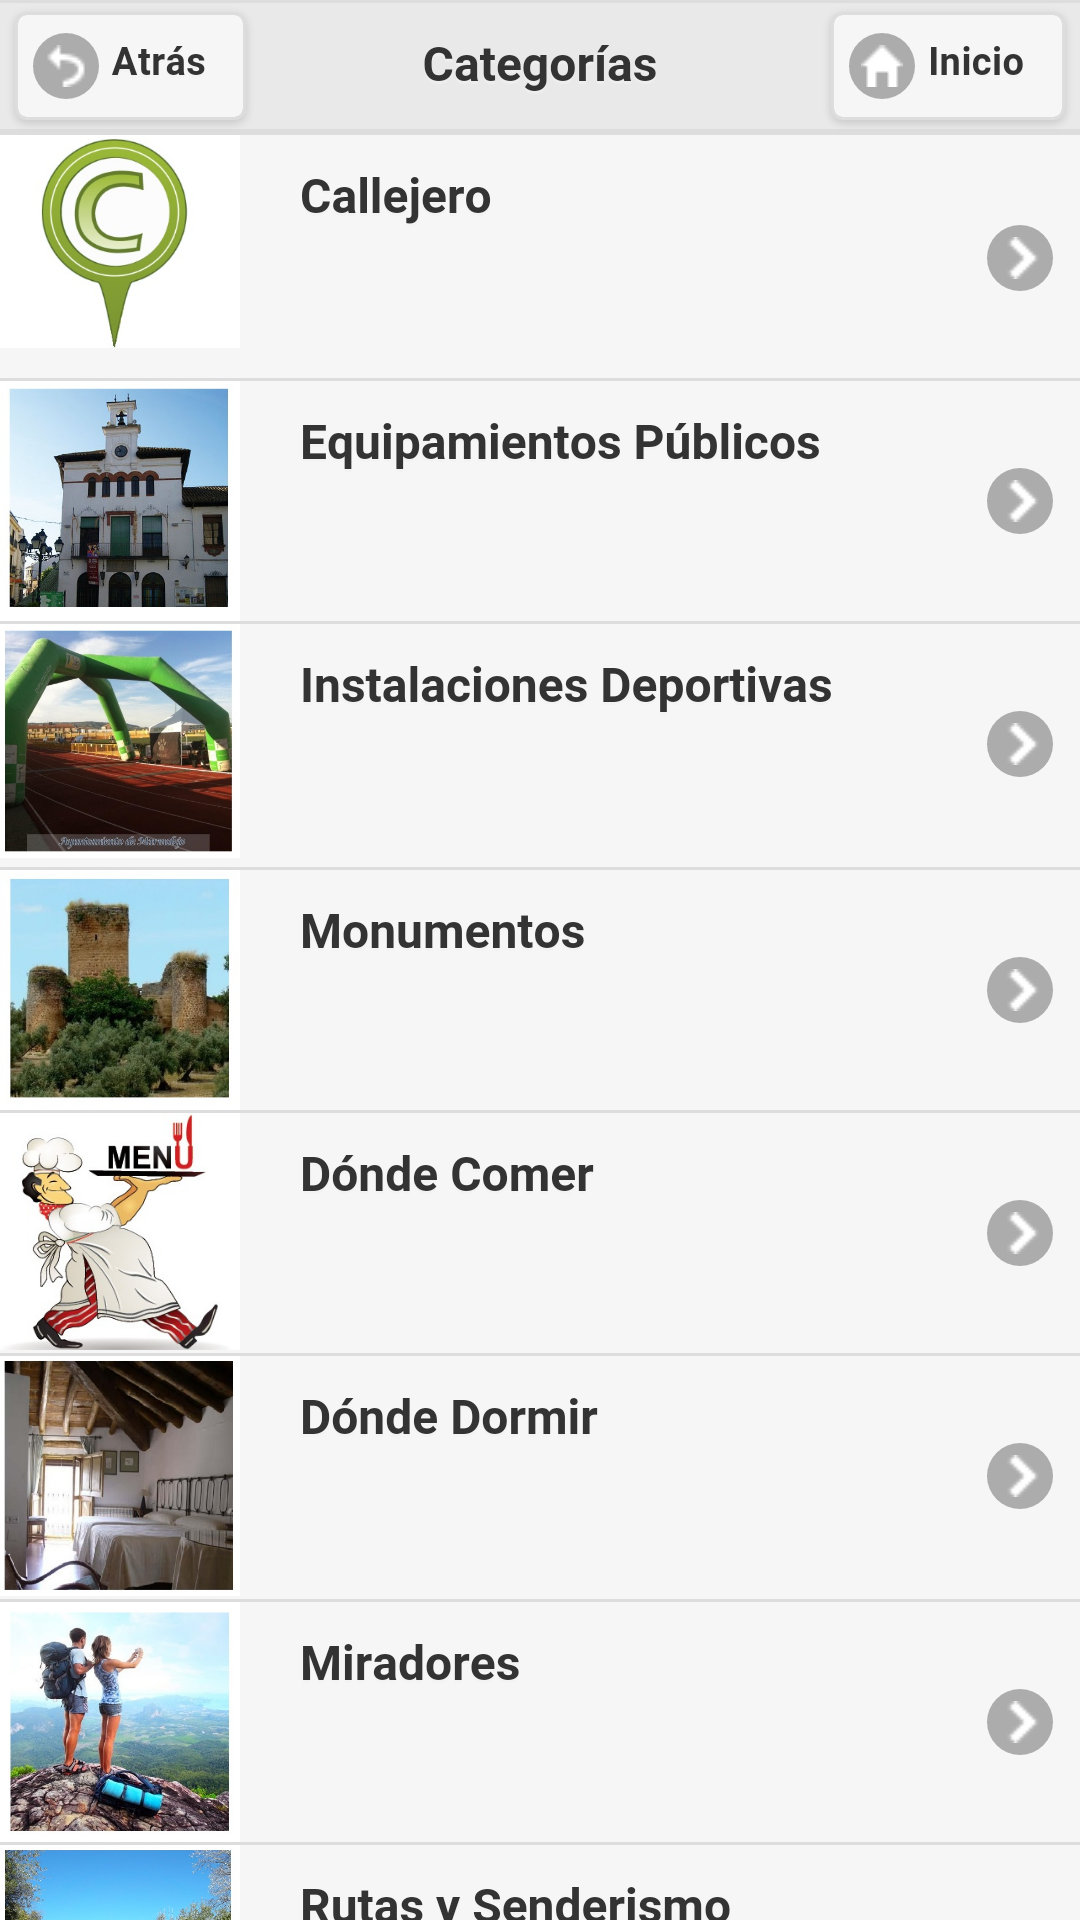 Atrás
Categorías
Inicio
C
Callejero
Equipamientos Públicos
Instalaciones Deportivas
Ayuntamiento de Marmolejo
Monumentos
MENU
Dónde Comer
Dónde Dormir
Miradores
Rutas y Senderismo